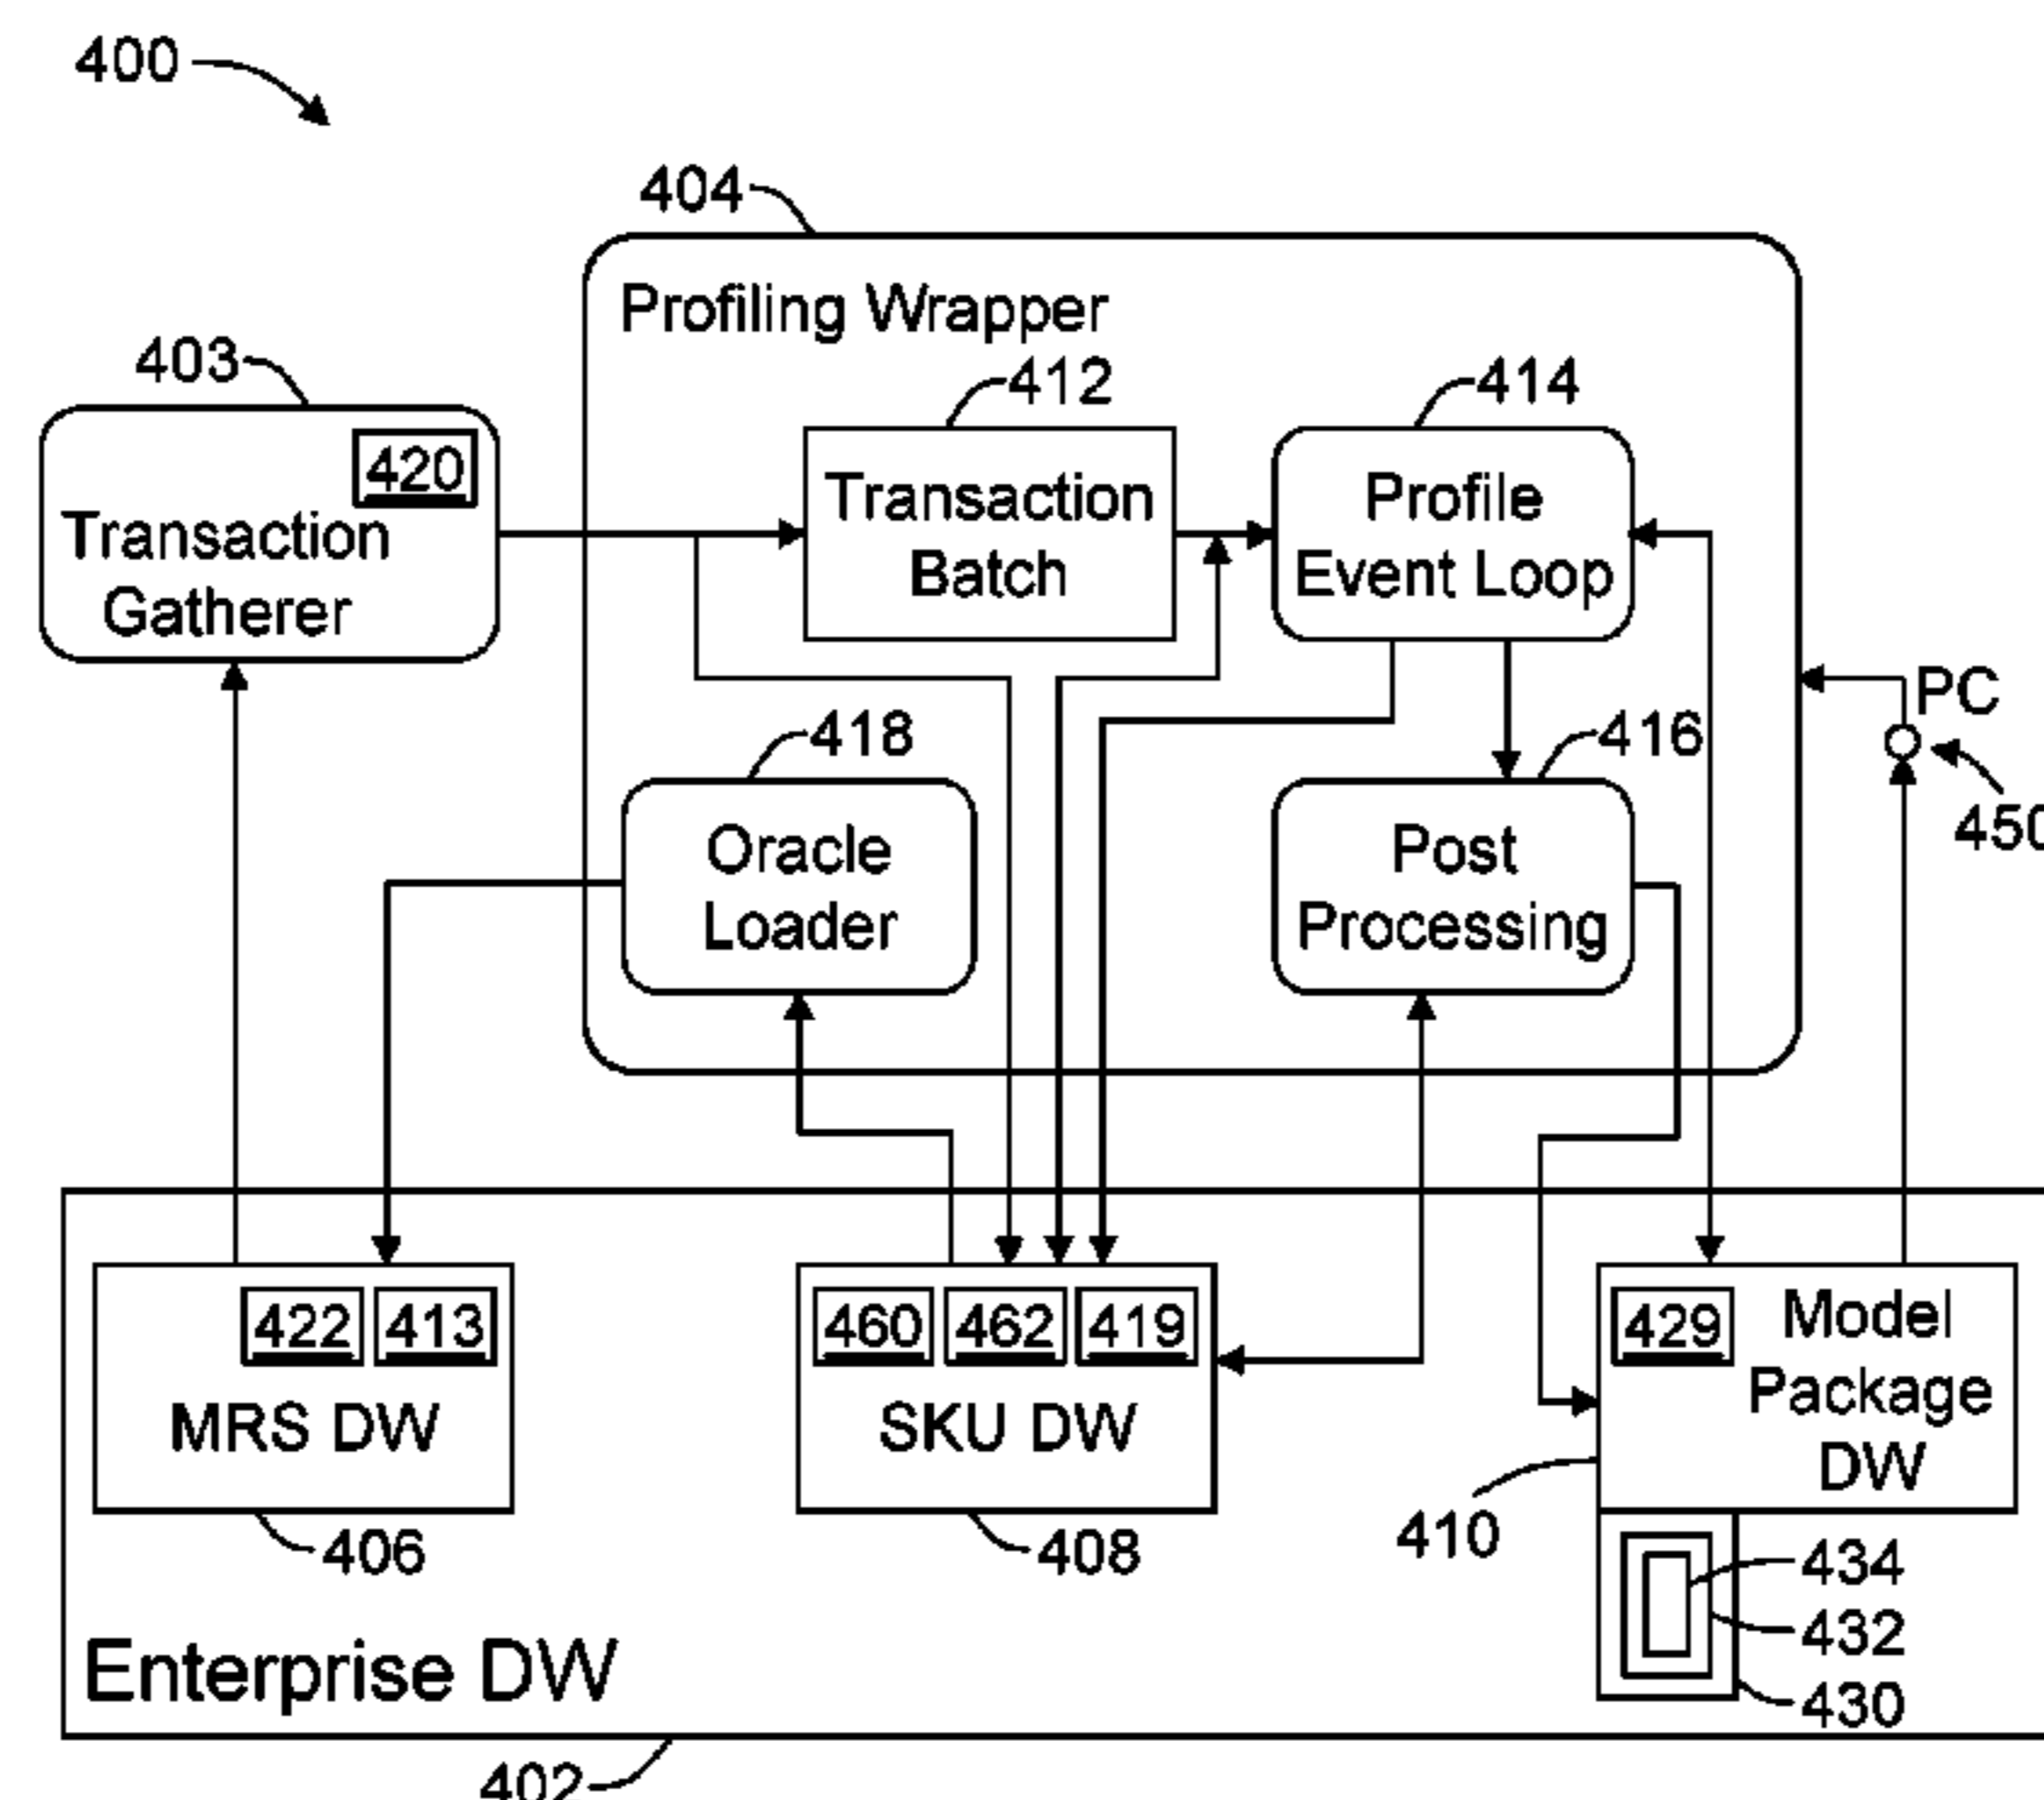 400
404
Profiling Wrapper
403
412
414
420
Transaction
Gatherer
Transaction
Batch
Profile
Event Loop
PC
418
416
450
Oracle
Loader
Post
Processing
422
413
MRS DW
460
462
419
SKU DW
429
Model
Package
DW
406
408
410
434
432
430
Enterprise DW
402